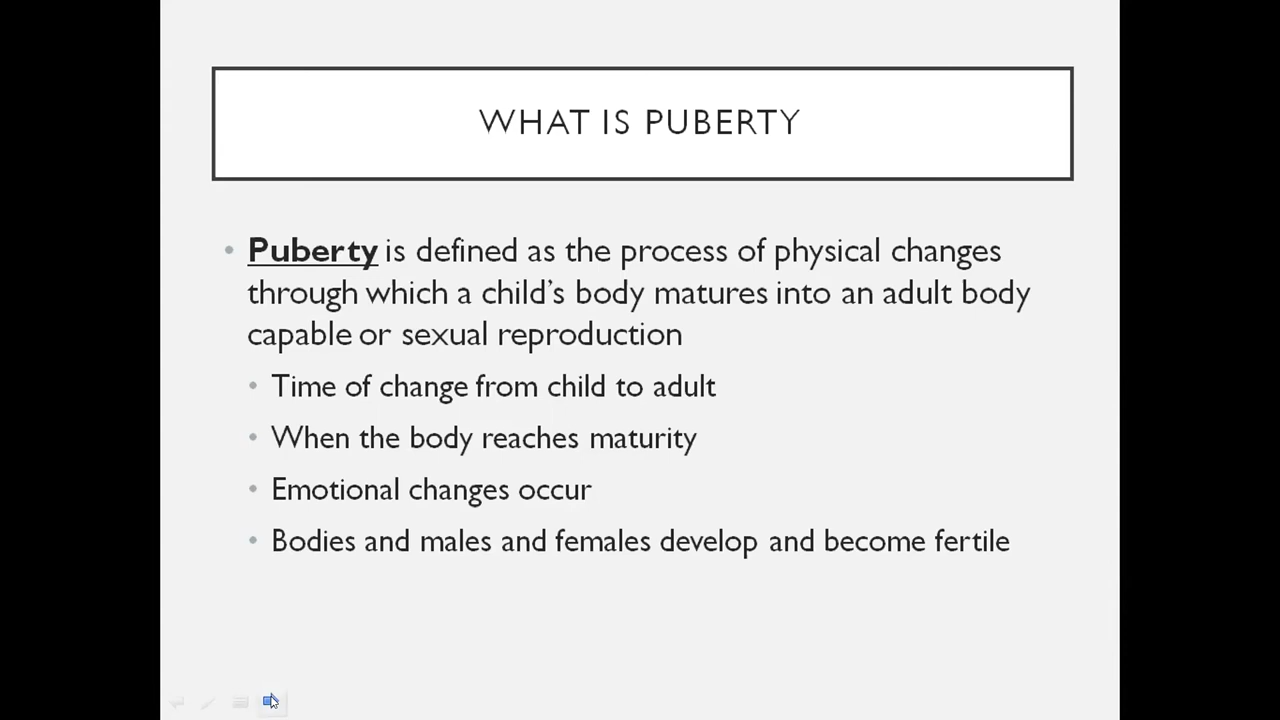 WHAT IS PUBERTY
• Puberty is defined as the process of physical changes
through which a child’s body matures into an adult body
capable or sexual reproduction
• Time of change from child to adult
• When the body reaches maturity
• Emotional changes occur
• Bodies and males and females develop and become fertile